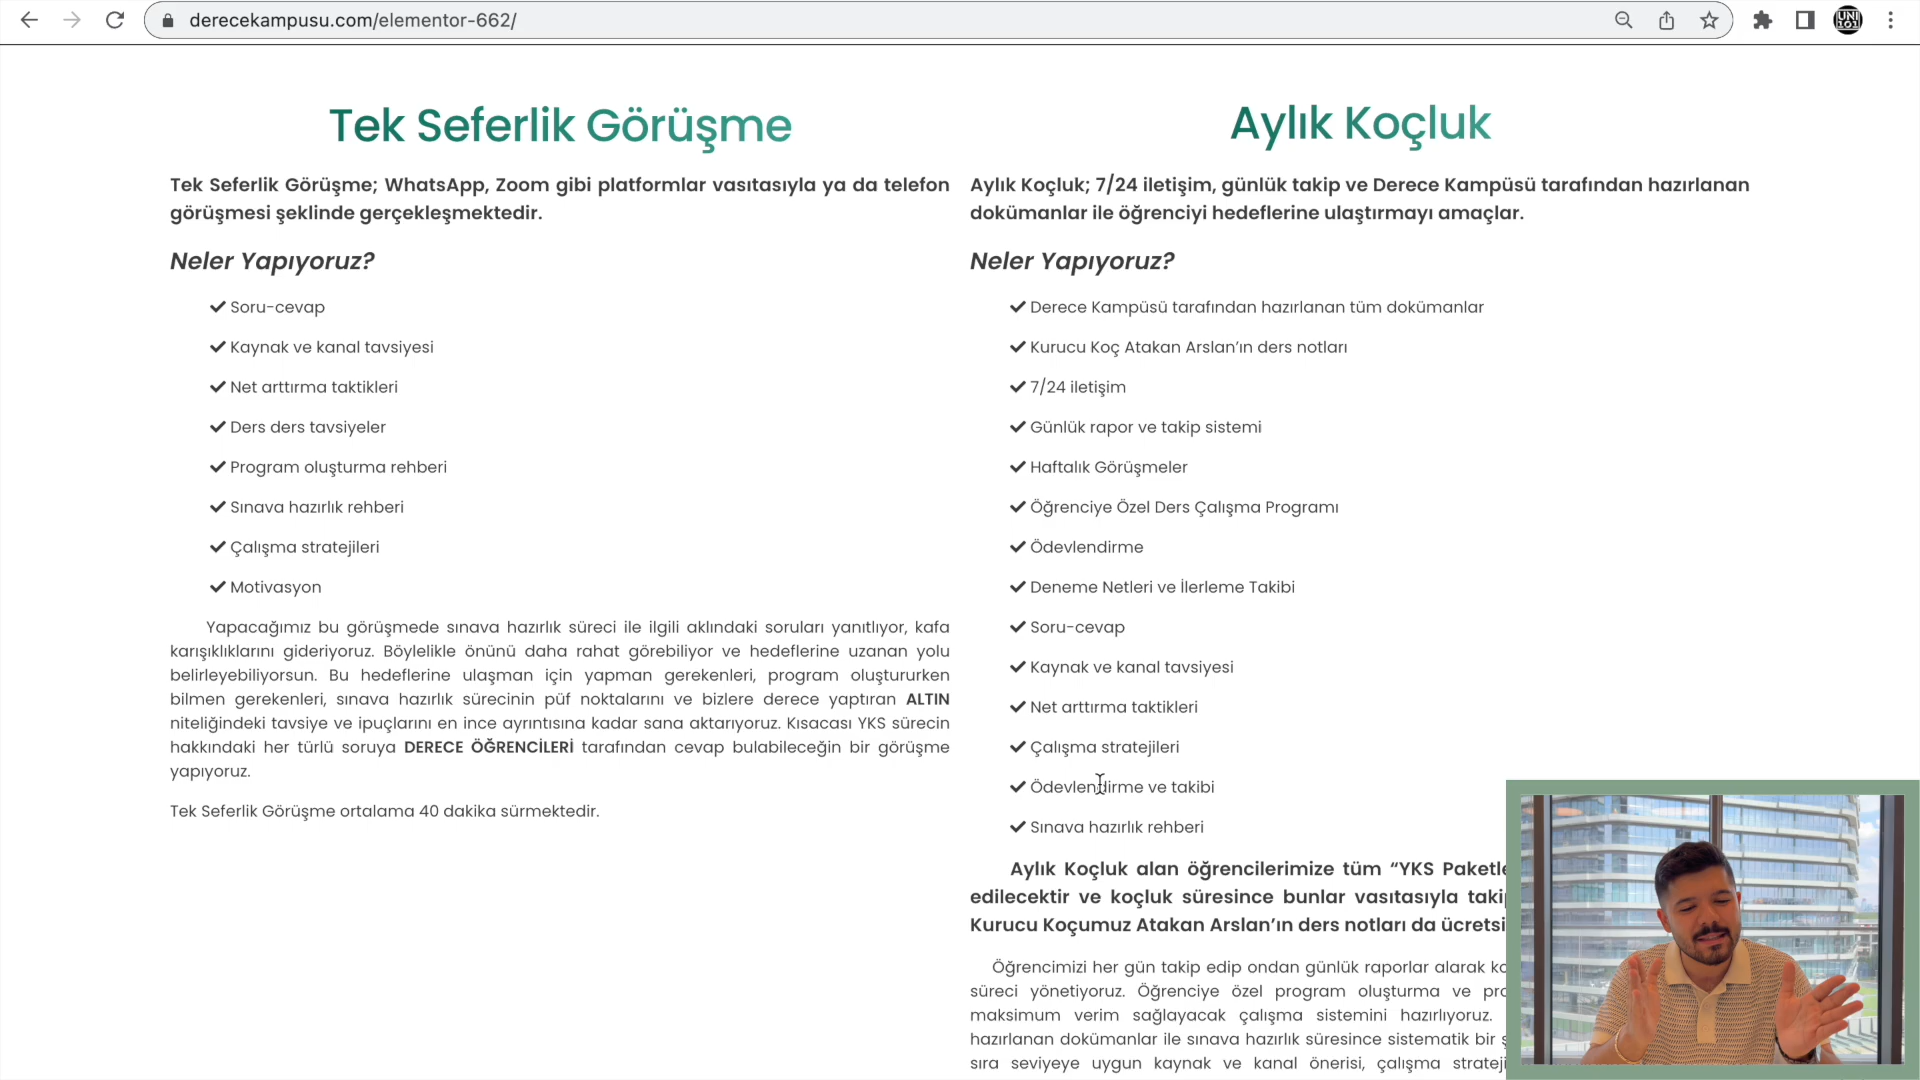 derecekampusu.com/elementor-662/
UNI
101
Tek Seferlik Görüşme
Tek Seferlik Görüşme; WhatsApp, Zoom gibi platformlar vasıtasıyla ya da telefon
görüşmesi şeklinde gerçekleşmektedir.
Neler Yapıyoruz?
Soru-cevap
Kaynak ve kanal tavsiyesi
Net arttırma taktikleri
Ders ders tavsiyeler
Program oluşturma rehberi
Sınava hazırlık rehberi
Çalışma stratejileri
Motivasyon
Yapacağımız bu görüşmede sınava hazırlık süreci ile ilgili aklındaki soruları yanıtlıyor, kafa
karışıklıklarını gideriyoruz. Böylelikle önünü daha rahat görebiliyor ve hedeflerine uzanan yolu
belirleyebiliyorsun. Bu hedeflerine ulaşman için yapman gerekenleri, program oluştururken
bilmen gerekenleri, sınava hazırlık sürecinin püf noktalarını ve bizlere derece yaptıran ALTIN
niteliğindeki tavsiye ve ipuçlarını en ince ayrıntısına kadar sana aktarıyoruz. Kısacası YKS sürecin
hakkındaki her türlü soruya DERECE ÖĞRENCİLERİ tarafından cevap bulabileceğin bir görüşme
yapıyoruz.
Tek Seferlik Görüşme ortalama 40 dakika sürmektedir.
Aylık Koçluk
Aylık Koçluk; 7/24 iletişim, günlük takip ve Derece Kampüsü tarafından hazırlanan
dokümanlar ile öğrenciyi hedeflerine ulaştırmayı amaçlar.
Neler Yapıyoruz?
Derece Kampüsü tarafından hazırlanan tüm dokümanlar
Kurucu Koç Atakan Arslan’ın ders notları
7/24 iletişim
Günlük rapor ve takip sistemi
Haftalık Görüşmeler
Öğrenciye Özel Ders Çalışma Programı
Ödevlendirme
Deneme Netleri ve İlerleme Takibi
Soru-cevap
Kaynak ve kanal tavsiyesi
Net arttırma taktikleri
Çalışma stratejileri
Ödevlendirme ve takibi
Sınava hazırlık rehberi
Aylık Koçluk alan öğrencilerimize tüm “YKS
edilecektir ve koçluk süresince bunlar vasıtasıyla
Kurucu Koçumuz Atakan Arslan’ın ders notları da
Öğrencimizi her gün takip edip ondan günlük raporlar alarak
süreci yönetiyoruz. Öğrenciye özel program oluşturma ve
maksimum verim sağlayacak çalışma sistemini hazırlıyoruz.
hazırlanan dokümanlar ile sınava hazırlık süresince sistematik bir
sıra seviyeye uygun kaynak ve kanal önerisi, çalışma